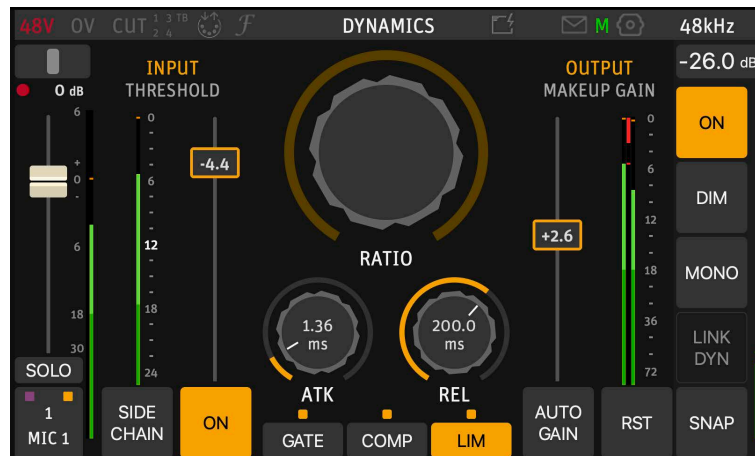 48V OV CUT 1 3 TB 2 4 F DYNAMICS M 48kHz
-26.0 dB
INPUT
THRESHOLD
OUTPUT
MAKEUP GAIN
0 dB
6
+
0
-
6
18
30
0
6
12
18
24
-4.4
RATIO
1.36
ms
ATK
200.0
ms
REL
+2.6
0
6
12
18
36
72
ON
DIM
MONO
LINK
DYN
SNAP
SOLO
1
MIC 1
SIDE
CHAIN
ON
GATE
COMP
LIM
AUTO
GAIN
RST